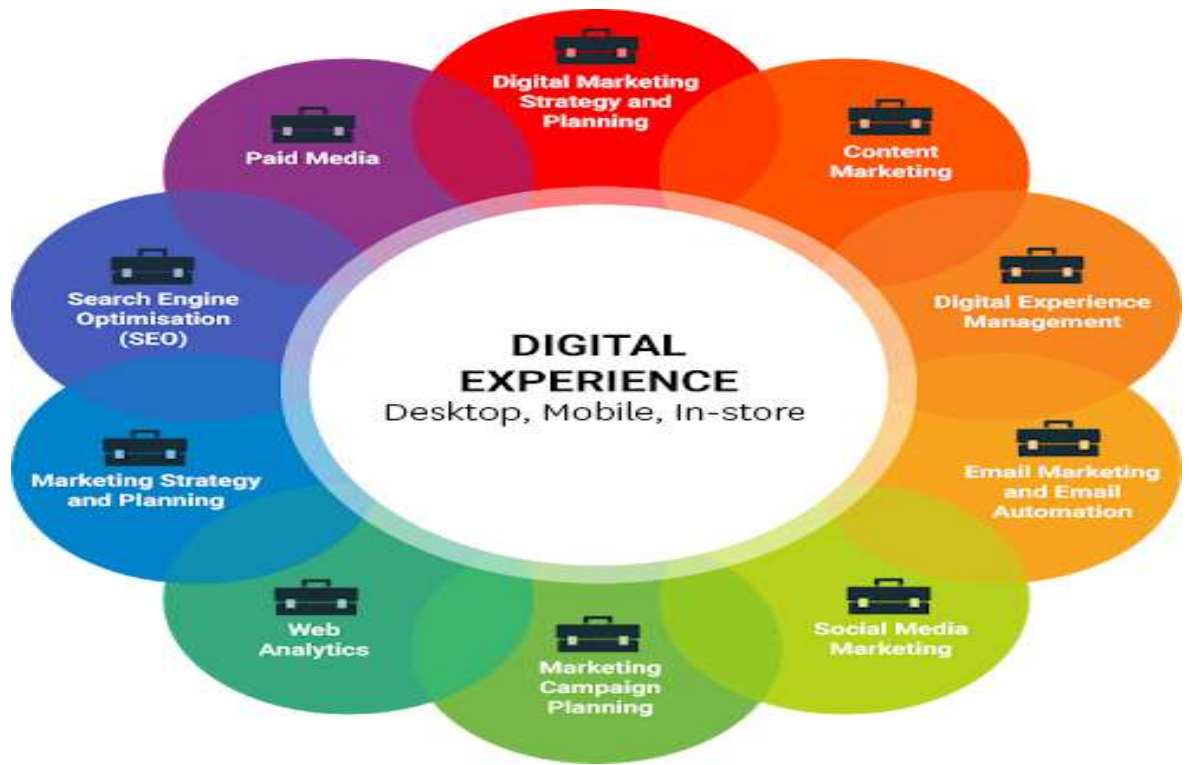 Digital Marketing
Strategy and
Planning
Content
Marketing
Digital Experience
Management
Email Marketing
and Email
Automation
Social Media
Marketing
Marketing
Campaign
Planning
Web
Analytics
Marketing Strategy
and Planning
Search Engine
Optimisation
(SEO)
Paid Media
DIGITAL
EXPERIENCE
Desktop, Mobile, In-store